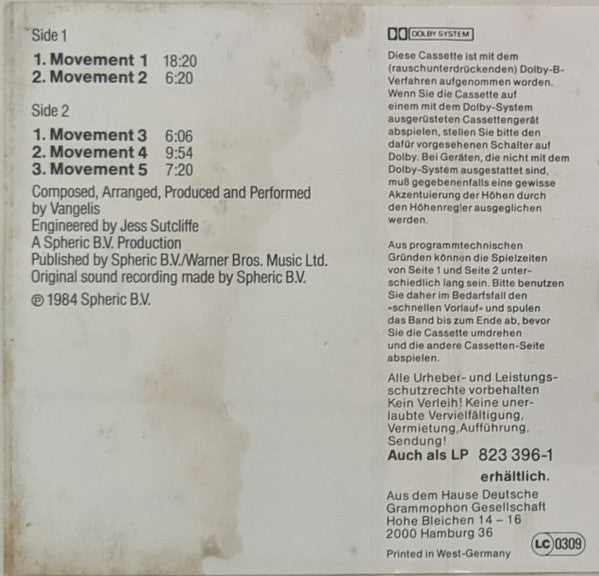 Side 1
1. Movement 1 18:20
2. Movement 2 6:20
Side 2
1. Movement 3 6:06
2. Movement 4 9:54
3. Movement 5 7:20
Composed, Arranged, Produced and Performed
by Vangelis
Engineered by Jess Sutcliffe
A Spheric B.V. Production
Published by Spheric B.V./Warner Bros. Music Ltd.
Original sound recording made by Spheric B.V.
℗ 1984 Spheric B.V.
DOLBY SYSTEM
Diese Cassette ist mit dem
(rauschunterdrückenden) Dolby-B-
Verfahren aufgenommen worden.
Wenn Sie die Cassette auf
einem mit dem Dolby-System
ausgerüsteten Cassettengerät
abspielen, stellen Sie bitte den
dafür vorgesehenen Schalter auf
Dolby. Bei Geräten, die nicht mit dem
Dolby-System ausgestattet sind,
muß gegebenenfalls eine gewisse
Akzentuierung der Höhen durch
den Höhenregler ausgeglichen
werden.
Aus programmtechnischen
Gründen können die Spielzeiten
von Seite 1 und Seite 2 unter-
schiedlich lang sein. Bitte benutzen
Sie daher im Bedarfsfall den
»schnellen Vorlauf« und spulen
das Band bis zum Ende ab, bevor
Sie die Cassette umdrehen
und die andere Cassetten-Seite
abspielen.
Alle Urheber- und Leistungs-
schutzrechte vorbehalten
Kein Verleih! Keine uner-
laubte Vervielfältigung,
Vermietung, Aufführung,
Sendung!
Auch als LP 823 396-1
erhältlich.
Aus dem Hause Deutsche
Grammophon Gesellschaft
Hohe Bleichen 14 – 16
2000 Hamburg 36
LC 0309
Printed in West-Germany